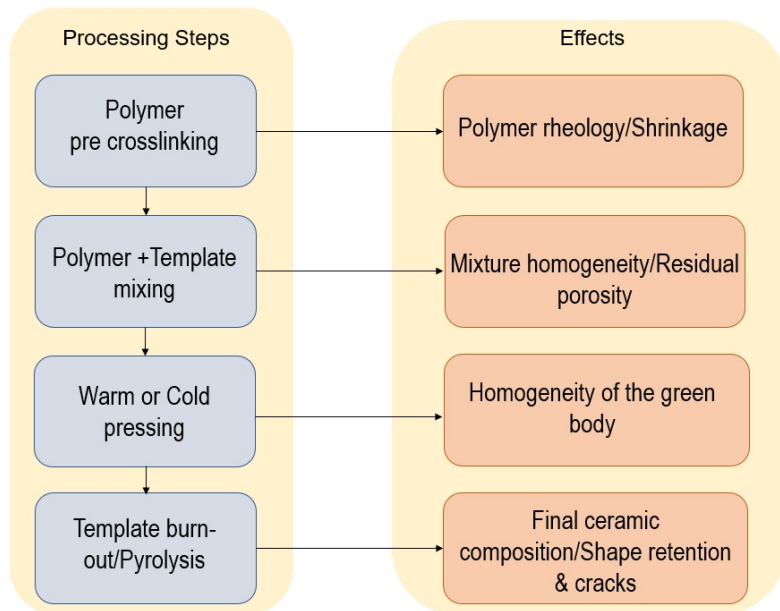 Processing Steps
Effects
Polymer
pre crosslinking
Polymer rheology/Shrinkage
Polymer +Template
mixing
Mixture homogeneity/Residual
porosity
Warm or Cold
pressing
Homogeneity of the green
body
Template burn-
out/Pyrolysis
Final ceramic
composition/Shape retention
& cracks